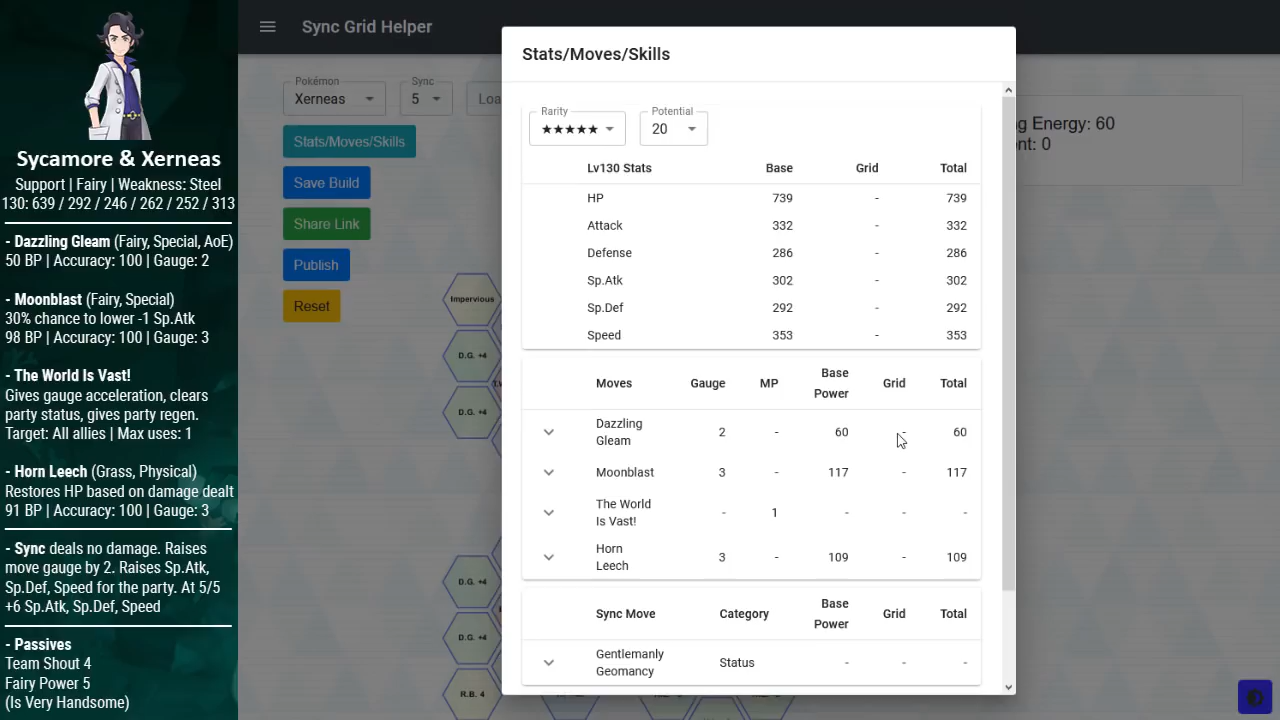 Sycamore & Xerneas
Support | Fairy | Weakness: Steel
130: 639 / 292 / 246 / 262 / 252 / 313
- Dazzling Gleam (Fairy, Special, AoE)
50 BP | Accuracy: 100 | Gauge: 2
- Moonblast (Fairy, Special)
30% chance to lower -1 Sp.Atk
98 BP | Accuracy: 100 | Gauge: 3
- The World Is Vast!
Gives gauge acceleration, clears
party status, gives party regen.
Target: All allies | Max uses: 1
- Horn Leech (Grass, Physical)
Restores HP based on damage dealt
91 BP | Accuracy: 100 | Gauge: 3
- Sync deals no damage. Raises
move gauge by 2. Raises Sp.Atk,
Sp.Def, Speed for the party. At 5/5
+6 Sp.Atk, Sp.Def, Speed
- Passives
Team Shout 4
Fairy Power 5
(Is Very Handsome)
Sync Grid Helper
Pokémon
Xerneas
Sync
5
Loa
Stats/Moves/Skills
Save Build
Share Link
Publish
Reset
Impervious
D.G. +4
D.G. +4
D.G. +4
D.G. +4
R.B. 4
ng Energy: 60
ent: 0
Stats/Moves/Skills
Rarity
★★★★★
Potential
20
Lv130 Stats Base Grid Total
HP 739 - 739
Attack 332 - 332
Defense 286 - 286
Sp.Atk 302 - 302
Sp.Def 292 - 292
Speed 353 - 353
Moves Gauge MP Base Power Grid Total
Dazzling Gleam 2 - 60 - 60
Moonblast 3 - 117 - 117
The World Is Vast! - 1 - - -
Horn Leech 3 - 109 - 109
Sync Move Category Base Power Grid Total
Gentlemanly Geomancy Status - - -